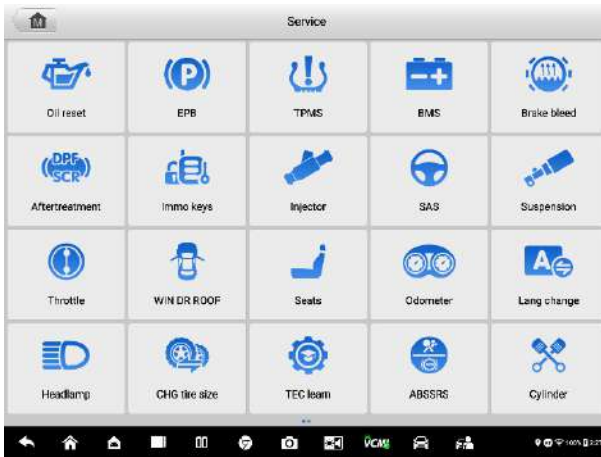 M
Service
Oil reset
EPB
TPMS
BMS
Brake bleed
Aftertreatment
Immo keys
Injector
SAS
Suspension
Throttle
WIN DR ROOF
Seats
Odometer
Lang change
Headlamp
CHG tire size
TEC learn
ABSSRS
Cylinder
(P)
DPF
SCR
A
VCMI
100%